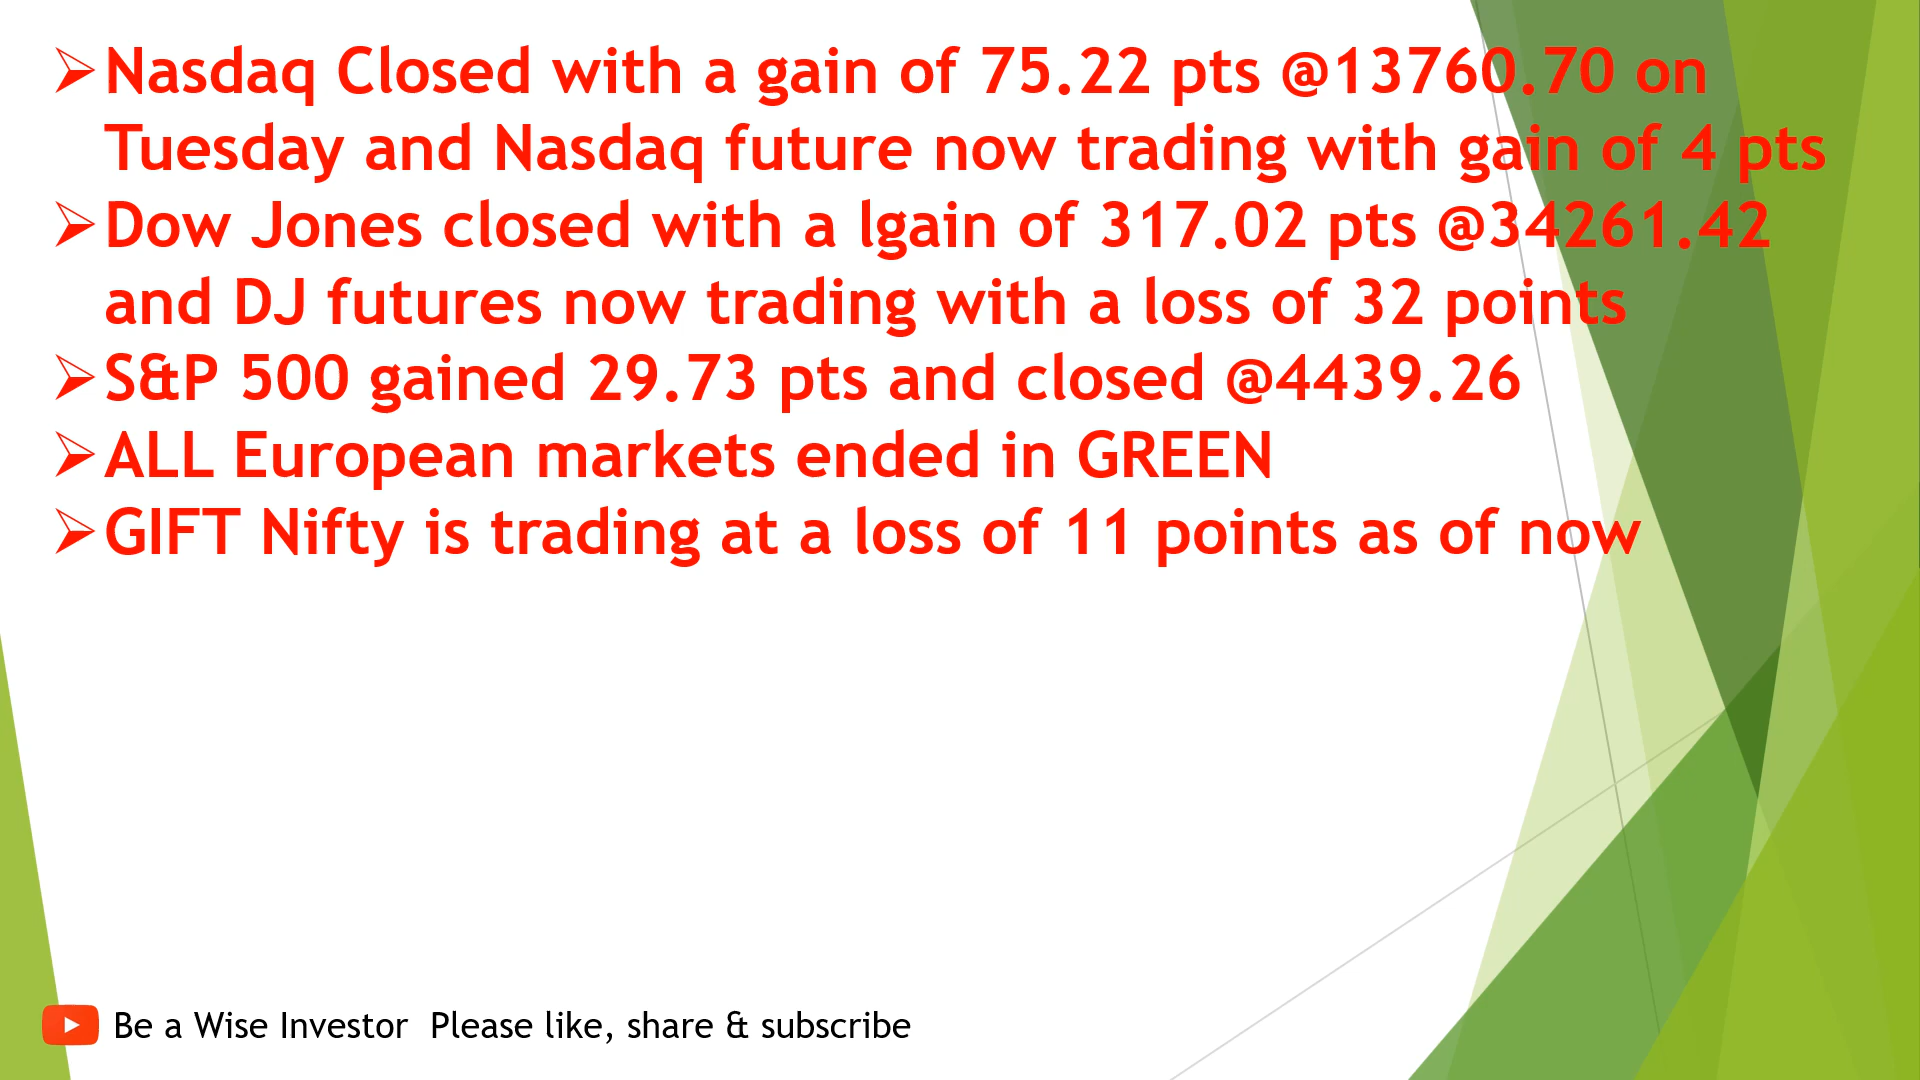 ➢Nasdaq Closed with a gain of 75.22 pts @13760.70 on
Tuesday and Nasdaq future now trading with gain of 4 pts
➢Dow Jones closed with a lgain of 317.02 pts @34261.42
and DJ futures now trading with a loss of 32 points
➢S&P 500 gained 29.73 pts and closed @4439.26
➢ALL European markets ended in GREEN
➢GIFT Nifty is trading at a loss of 11 points as of now
Be a Wise Investor  Please like, share & subscribe